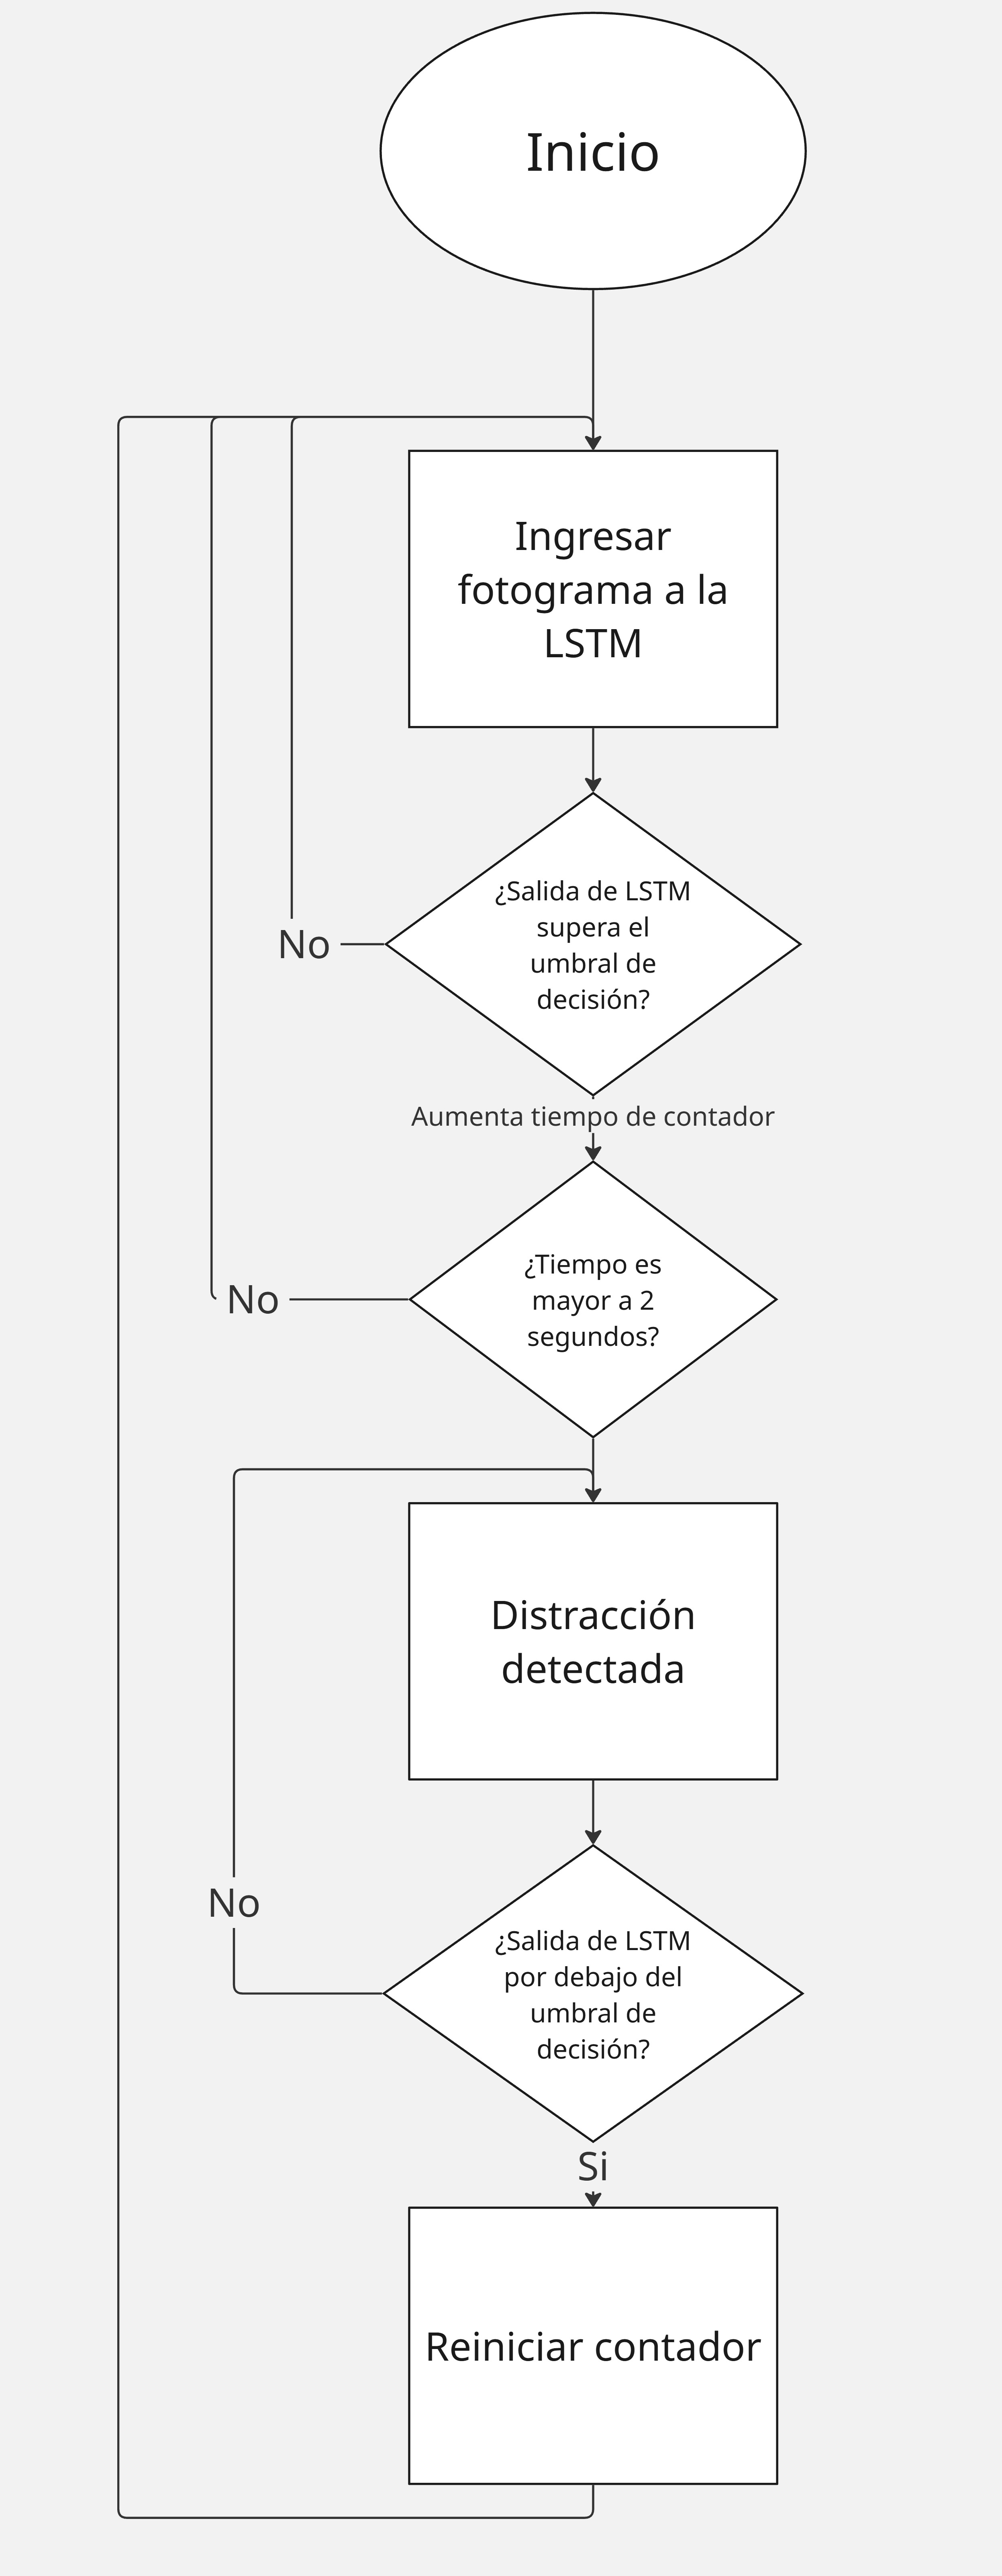 Inicio
Ingresar
fotograma a la
LSTM
¿Salida de LSTM
supera el
umbral de
decisión?
No
Aumenta tiempo de contador
¿Tiempo es
mayor a 2
segundos?
No
Distracción
detectada
No
¿Salida de LSTM
por debajo del
umbral de
decisión?
Si
Reiniciar contador